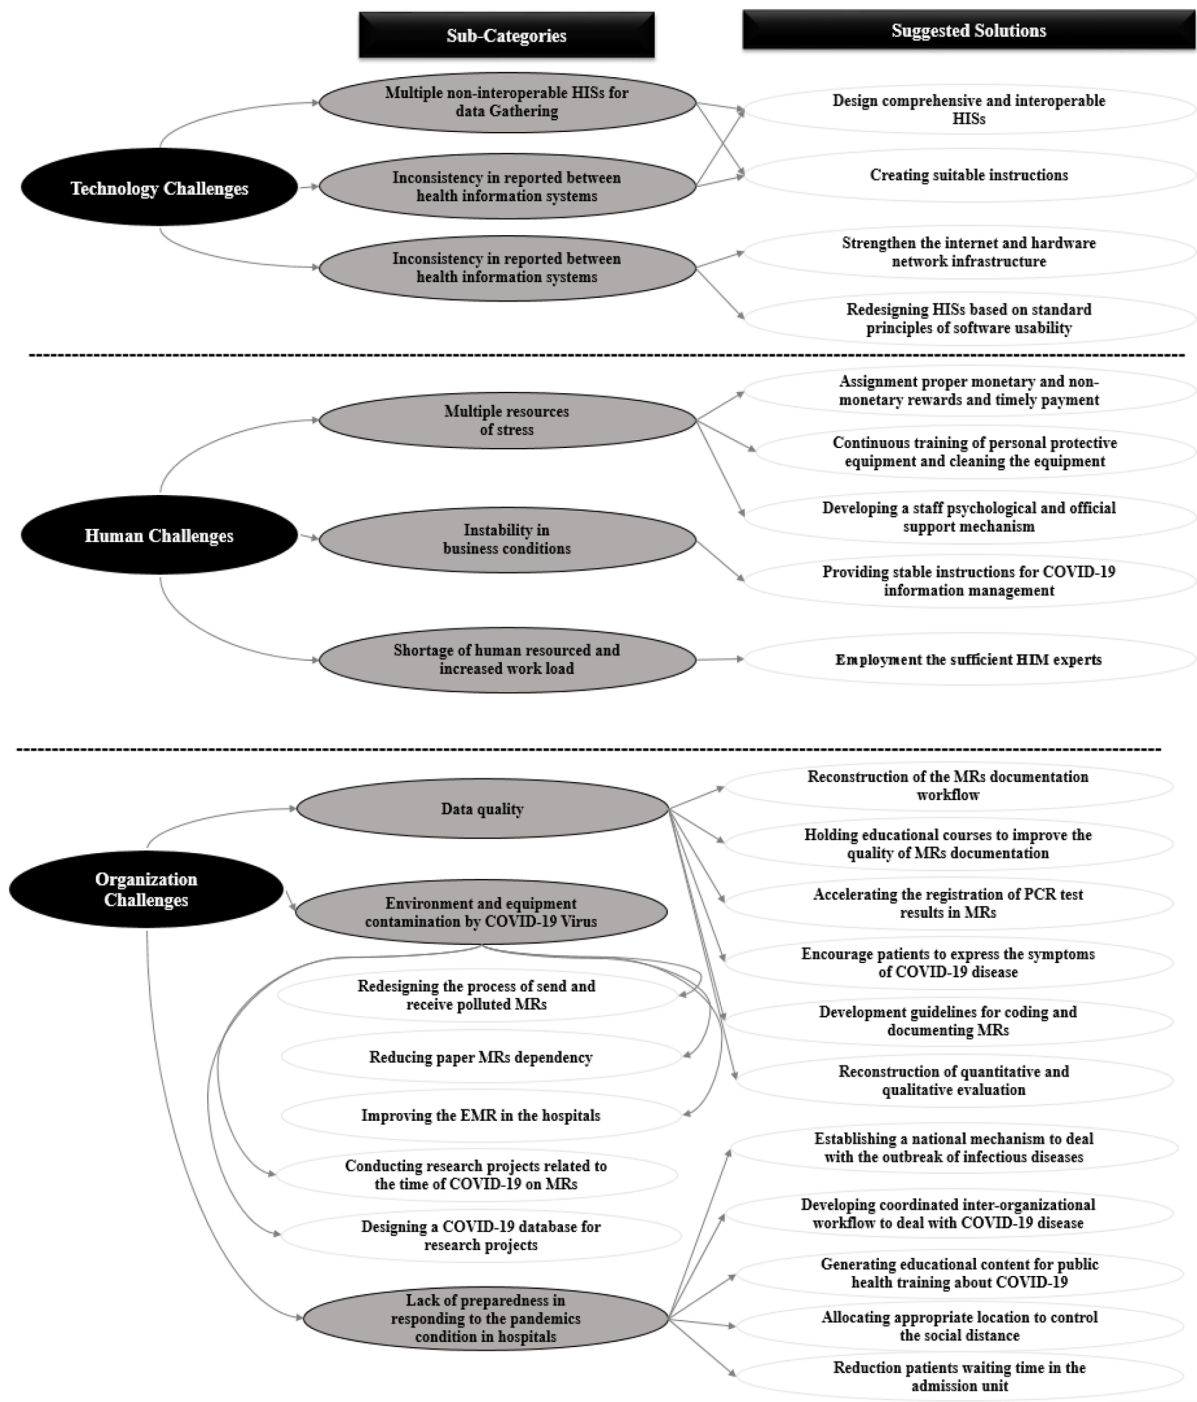 Sub-Categories
Suggested Solutions
Technology Challenges
Multiple non-interoperable HISs for
data Gathering
Inconsistency in reported between
health information systems
Inconsistency in reported between
health information systems
Design comprehensive and interoperable
HISs
Creating suitable instructions
Strengthen the internet and hardware
network infrastructure
Redesigning HISs based on standard
principles of software usability
Human Challenges
Multiple resources
of stress
Instability in
business conditions
Shortage of human resourced and
increased work load
Assignment proper monetary and non-
monetary rewards and timely payment
Continuous training of personal protective
equipment and cleaning the equipment
Developing a staff psychological and official
support mechanism
Providing stable instructions for COVID-19
information management
Employment the sufficient HIM experts
Organization
Challenges
Data quality
Environment and equipment
contamination by COVID-19 Virus
Redesigning the process of send and
receive polluted MRs
Reducing paper MRs dependency
Improving the EMR in the hospitals
Conducting research projects related to
the time of COVID-19 on MRs
Designing a COVID-19 database for
research projects
Lack of preparedness in
responding to the pandemics
condition in hospitals
Reconstruction of the MRs documentation
workflow
Holding educational courses to improve the
quality of MRs documentation
Accelerating the registration of PCR test
results in MRs
Encourage patients to express the symptoms
of COVID-19 disease
Development guidelines for coding and
documenting MRs
Reconstruction of quantitative and
qualitative evaluation
Establishing a national mechanism to deal
with the outbreak of infectious diseases
Developing coordinated inter-organizational
workflow to deal with COVID-19 disease
Generating educational content for public
health training about COVID-19
Allocating appropriate location to control
the social distance
Reduction patients waiting time in the
admission unit